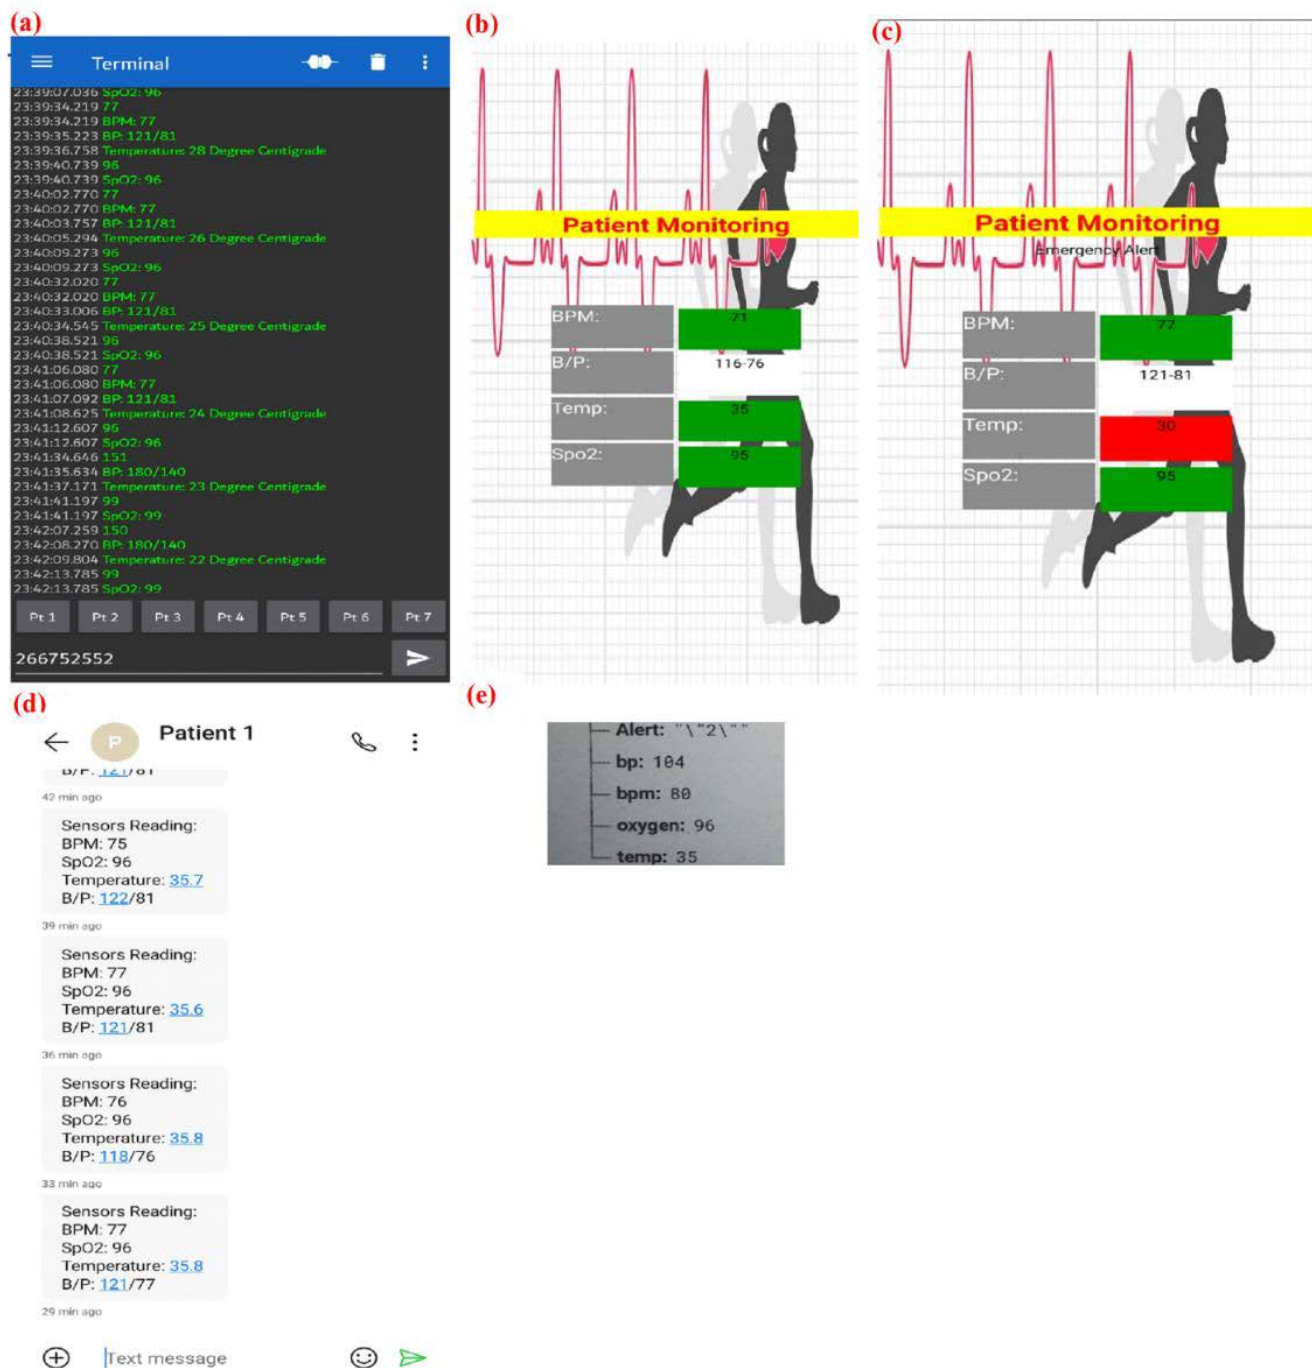 (a)
Terminal
23:39:07.036 SpO2: 96
23:39:34.219 77
23:39:34.219 BPM: 77
23:39:35.223 BP: 121/81
23:39:36.758 Temperature: 28 Degree Centigrade
23:39:40.739 96
23:39:40.739 SpO2: 96
23:40:02.770 77
23:40:02.770 BPM: 77
23:40:03.757 BP: 121/81
23:40:05.294 Temperature: 26 Degree Centigrade
23:40:09.273 96
23:40:09.273 SpO2: 96
23:40:32.020 77
23:40:32.020 BPM: 77
23:40:33.006 BP: 121/81
23:40:34.545 Temperature: 25 Degree Centigrade
23:40:38.521 96
23:40:38.521 SpO2: 96
23:41:06.080 77
23:41:06.080 BPM: 77
23:41:07.092 BP: 121/81
23:41:08.625 Temperature: 24 Degree Centigrade
23:41:12.607 96
23:41:12.607 SpO2: 96
23:41:34.646 151
23:41:35.634 BP: 180/140
23:41:37.171 Temperature: 23 Degree Centigrade
23:41:41.197 99
23:41:41.197 SpO2: 99
23:42:07.259 150
23:42:08.270 BP: 180/140
23:42:09.804 Temperature: 22 Degree Centigrade
23:42:13.785 99
23:42:13.785 SpO2: 99
Pt 1 Pt 2 Pt 3 Pt 4 Pt 5 Pt 6 Pt 7
266752552
(b)
Patient Monitoring
BPM: 71
B/P: 116-76
Temp: 35
Spo2: 95
(c)
Patient Monitoring
Emergency Alert
BPM: 77
B/P: 121-81
Temp: 30
Spo2: 95
(d)
P
Patient 1
B/P: 121/81
42 min ago
Sensors Reading:
BPM: 75
SpO2: 96
Temperature: 35.7
B/P: 122/81
39 min ago
Sensors Reading:
BPM: 77
SpO2: 96
Temperature: 35.6
B/P: 121/81
36 min ago
Sensors Reading:
BPM: 76
SpO2: 96
Temperature: 35.8
B/P: 118/76
33 min ago
Sensors Reading:
BPM: 77
SpO2: 96
Temperature: 35.8
B/P: 121/77
29 min ago
Text message
(e)
Alert: "\"2\""
bp: 104
bpm: 80
oxygen: 96
temp: 35